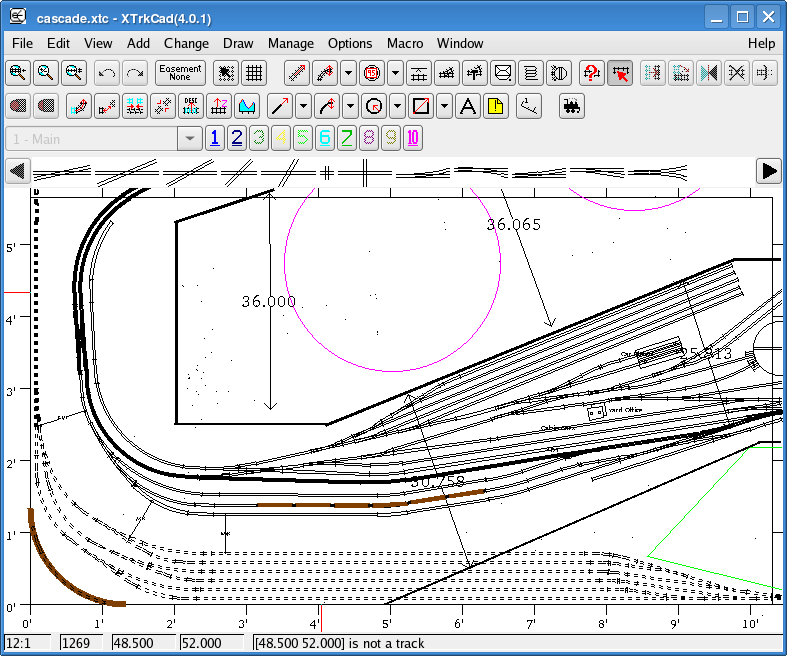 cascade.xtc - XTrkCad(4.0.1)
File Edit View Add Change Draw Manage Options Macro Window Help
Easement
None
DESC
1 - Main
1 2 3 4 5 6 7 8 9 10
36.065
5'
36.000
4'
25.813
3'
Yard Office
2'
30.758
1'
0'
0' 1' 2' 3' 4' 5' 6' 7' 8' 9' 10'
12:1 1269 48.500 52.000 [48.500 52.000] is not a track